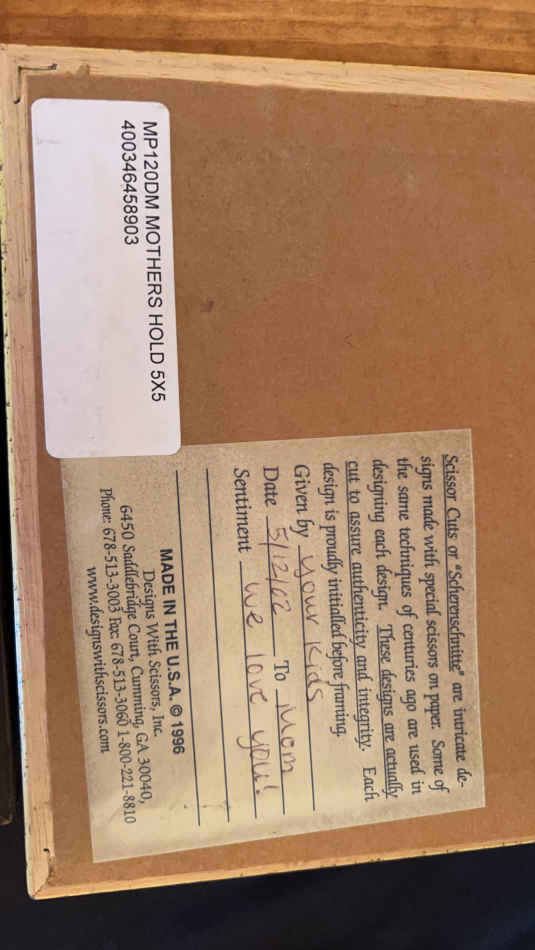 MP120DM MOTHERS HOLD 5X5
400346458903
Scissor Cuts or "Scherenschnitte" are intricate de-
signs made with special scissors on paper. Some of
the same techniques of centuries ago are used in
designing each design. These designs are actually
cut to assure authenticity and integrity. Each
design is proudly initialled before framing.
Given by your Kids
Date 5/12/02 To Mom
Sentiment We love you!
MADE IN THE U.S.A. © 1996
Designs With Scissors, Inc.
6450 Saddlebridge Court, Cumming, GA 30040,
Phone: 678-513-3003 Fax: 678-513-3060 1-800-221-8810
www.designswithscissors.com